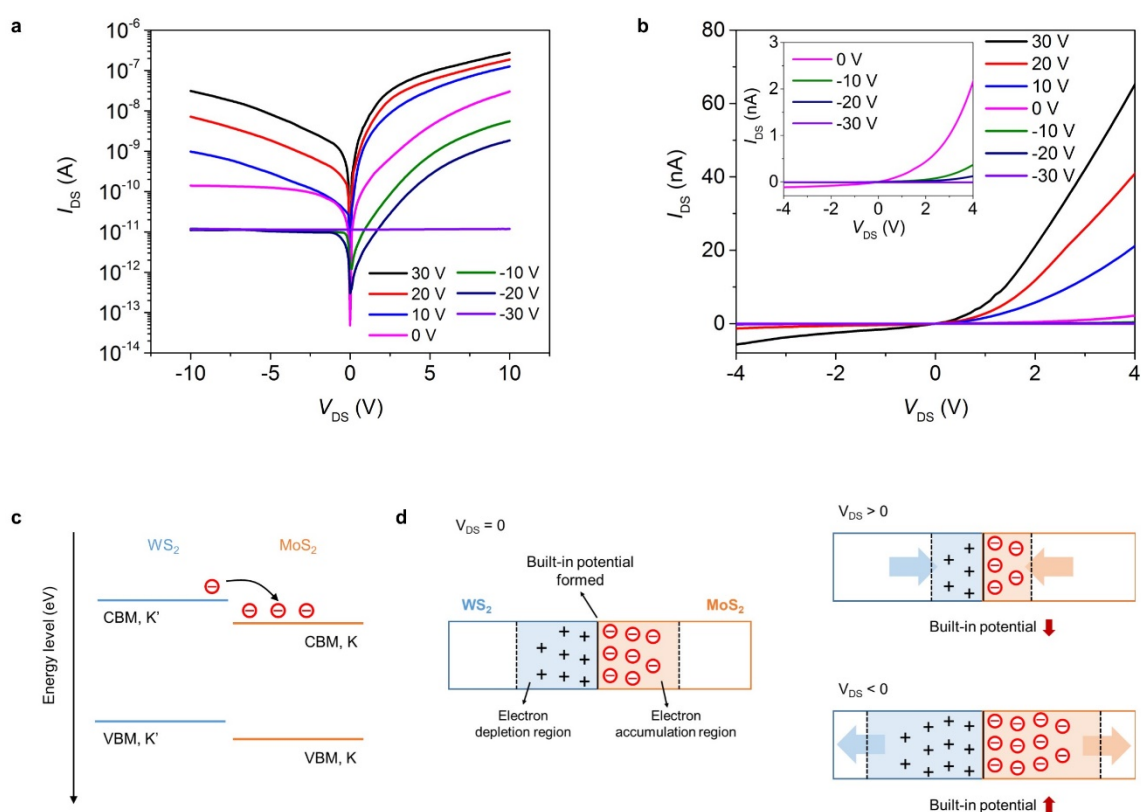 a
10⁻⁶
10⁻⁷
10⁻⁸
10⁻⁹
10⁻¹⁰
10⁻¹¹
10⁻¹²
10⁻¹³
10⁻¹⁴
I_DS (A)
30 V
20 V
10 V
0 V
-10 V
-20 V
-30 V
-10 -5 0 5 10
V_DS (V)
b
80
60
40
20
0
I_DS (nA)
3
2
1
0
I_DS (nA)
0 V
-10 V
-20 V
-30 V
-4 -2 0 2 4
V_DS (V)
30 V
20 V
10 V
0 V
-10 V
-20 V
-30 V
-4 -2 0 2 4
V_DS (V)
c
Energy level (eV)
WS₂ MoS₂
CBM, K'
CBM, K
VBM, K'
VBM, K
d
V_DS = 0
Built-in potential
formed
WS₂ MoS₂
Electron
depletion region
Electron
accumulation region
V_DS > 0
Built-in potential
V_DS < 0
Built-in potential